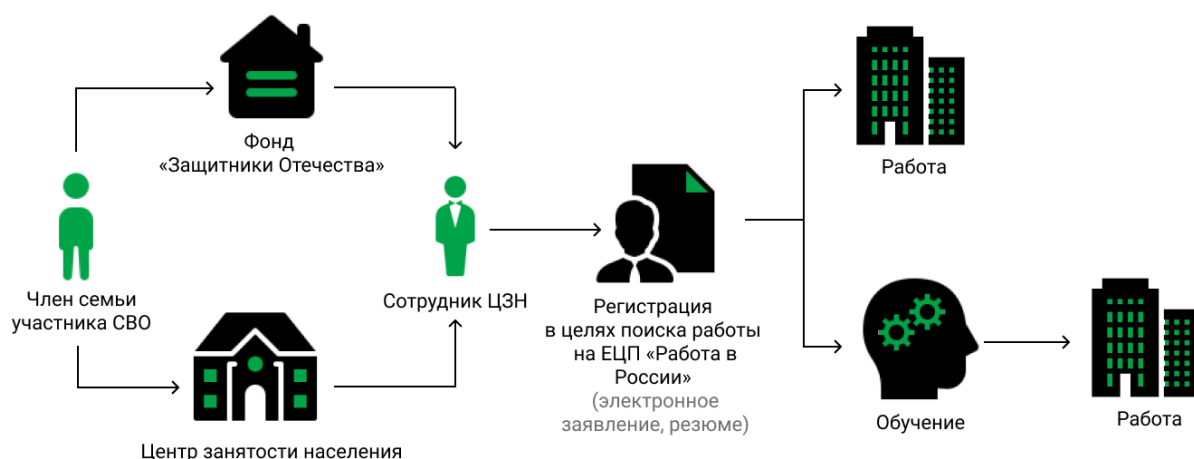 Фонд
«Защитники Отечества»
Работа
Член семьи
участника СВО
Сотрудник ЦЗН
Регистрация
в целях поиска работы
на ЕЦП «Работа в
России»
(электронное
заявление, резюме)
Центр занятости населения
Обучение
Работа